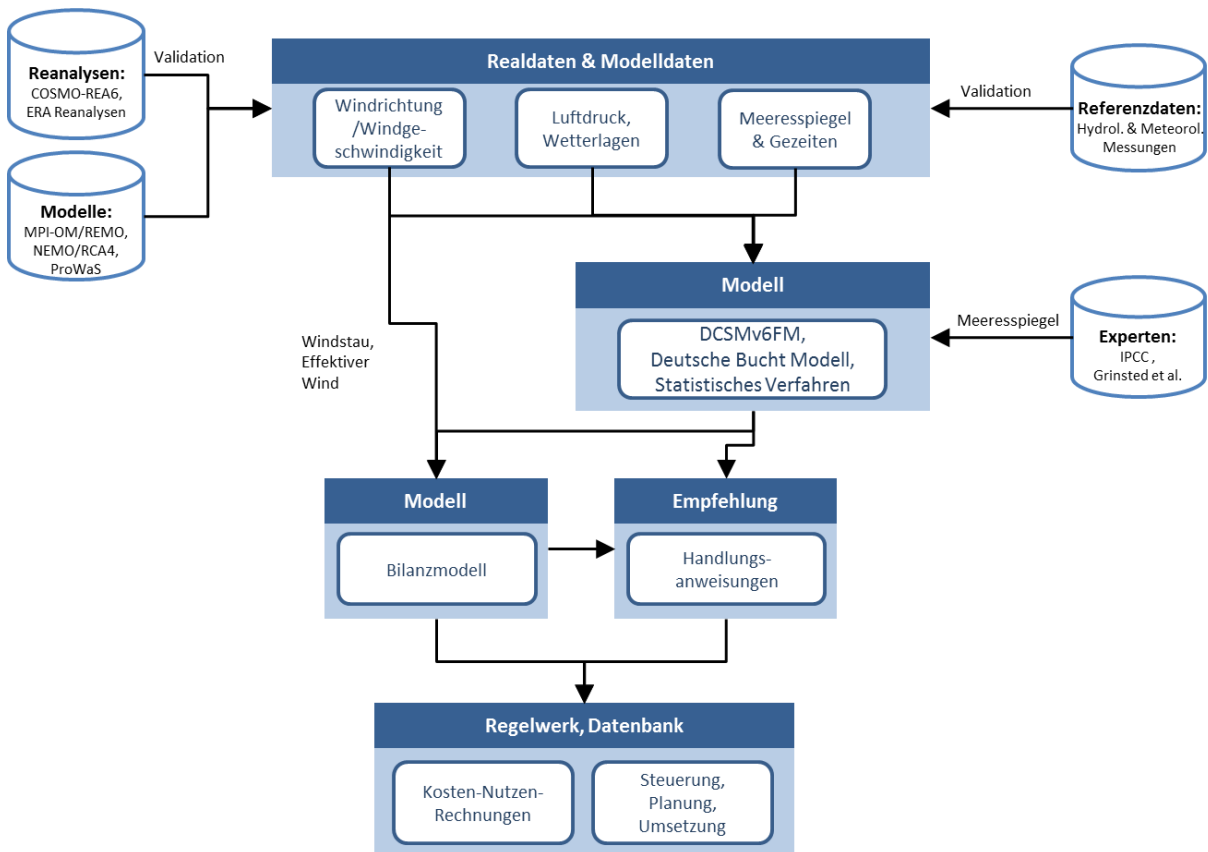 Reanalysen:
COSMO-REA6,
ERA Reanalysen
Validation
Modelle:
MPI-OM/REMO,
NEMO/RCA4,
ProWaS
Realdaten & Modelldaten
Windrichtung
/Windge-
schwindigkeit
Luftdruck,
Wetterlagen
Meeresspiegel
& Gezeiten
Validation
Referenzdaten:
Hydrol. & Meteorol.
Messungen
Modell
DCSMv6FM,
Deutsche Bucht Modell,
Statistisches Verfahren
Meeresspiegel
Experten:
IPCC ,
Grinsted et al.
Windstau,
Effektiver
Wind
Modell
Bilanzmodell
Empfehlung
Handlungs-
anweisungen
Regelwerk, Datenbank
Kosten-Nutzen-
Rechnungen
Steuerung,
Planung,
Umsetzung